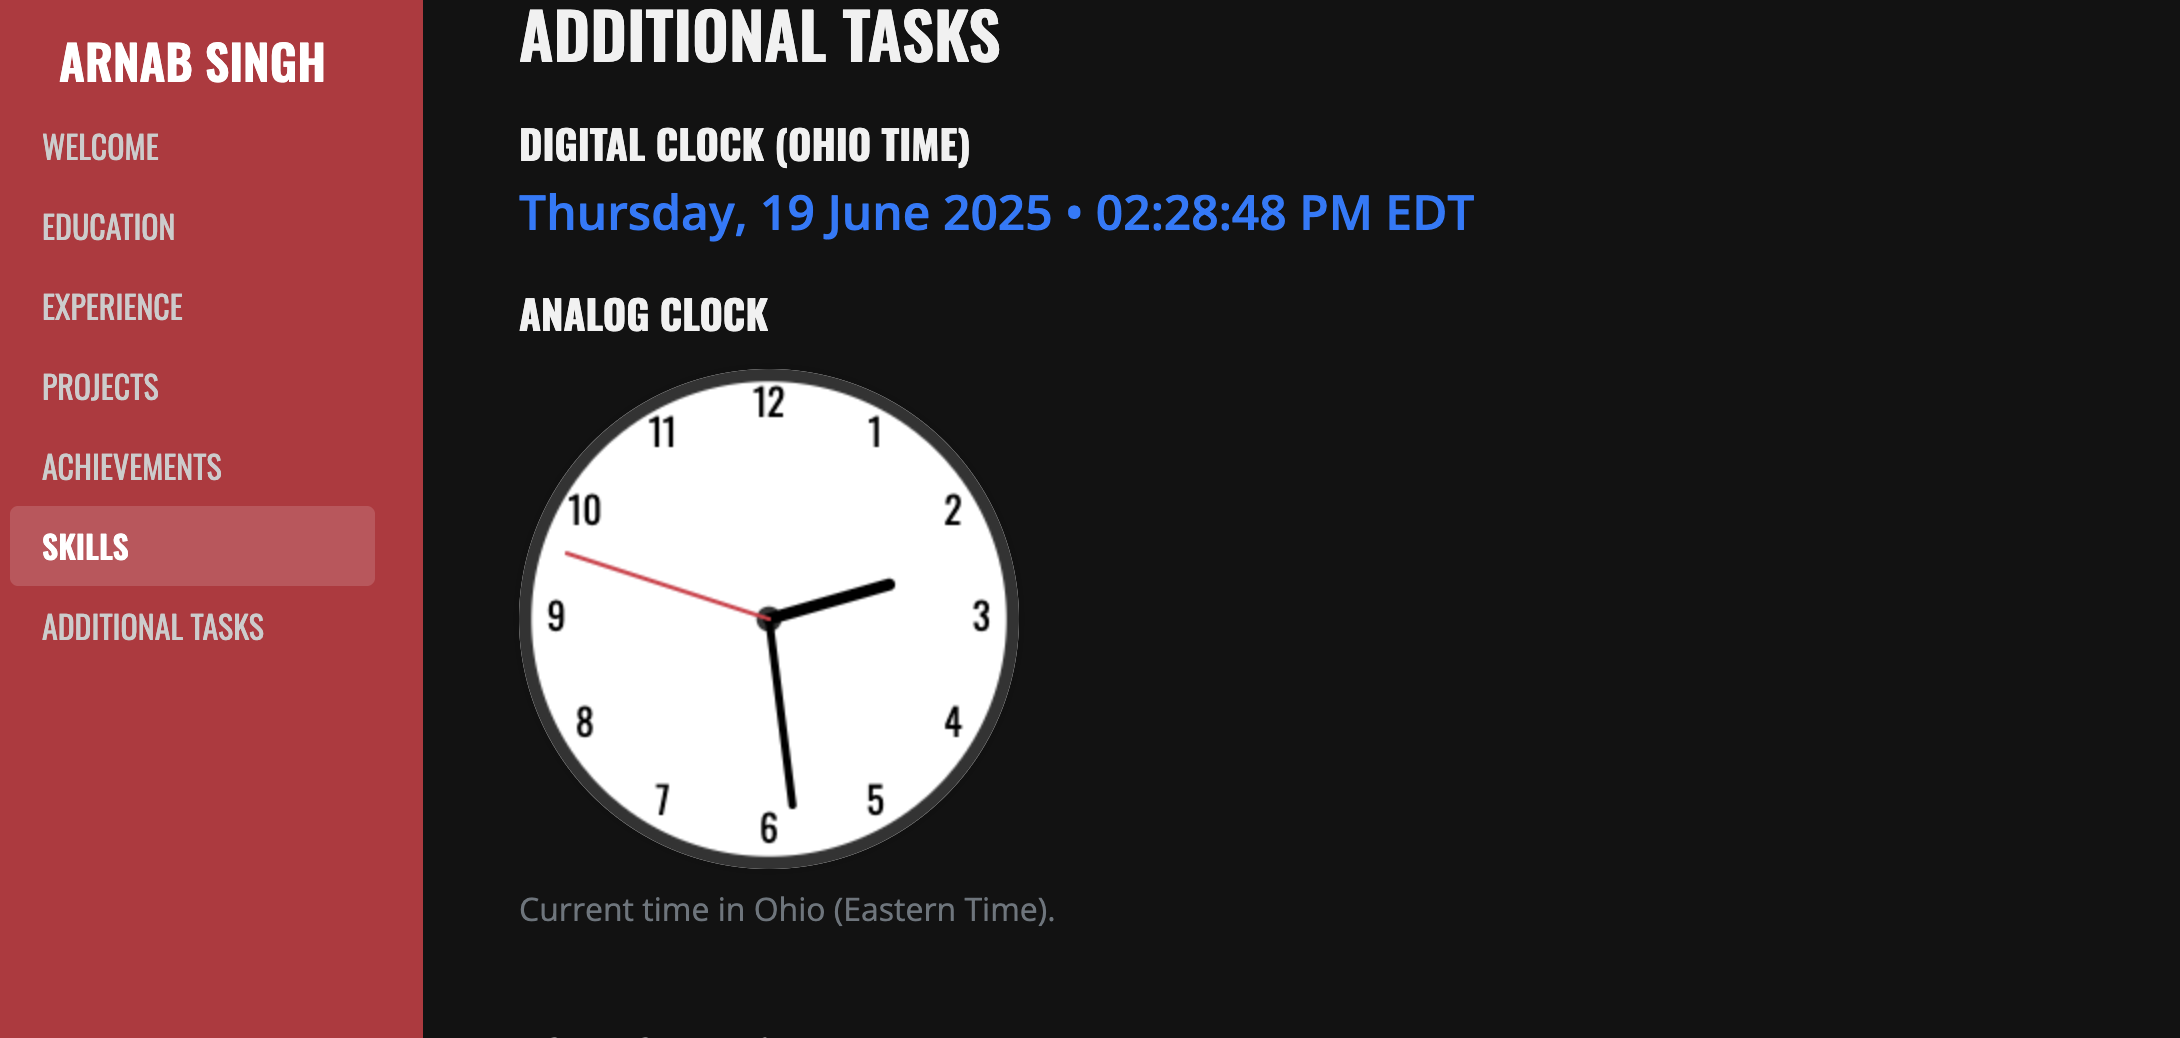 ARNAB SINGH
WELCOME
EDUCATION
EXPERIENCE
PROJECTS
ACHIEVEMENTS
SKILLS
ADDITIONAL TASKS
ADDITIONAL TASKS
DIGITAL CLOCK (OHIO TIME)
Thursday, 19 June 2025 • 02:28:48 PM EDT
ANALOG CLOCK
12
11
1
10
2
9
3
8
4
7
5
6
Current time in Ohio (Eastern Time).